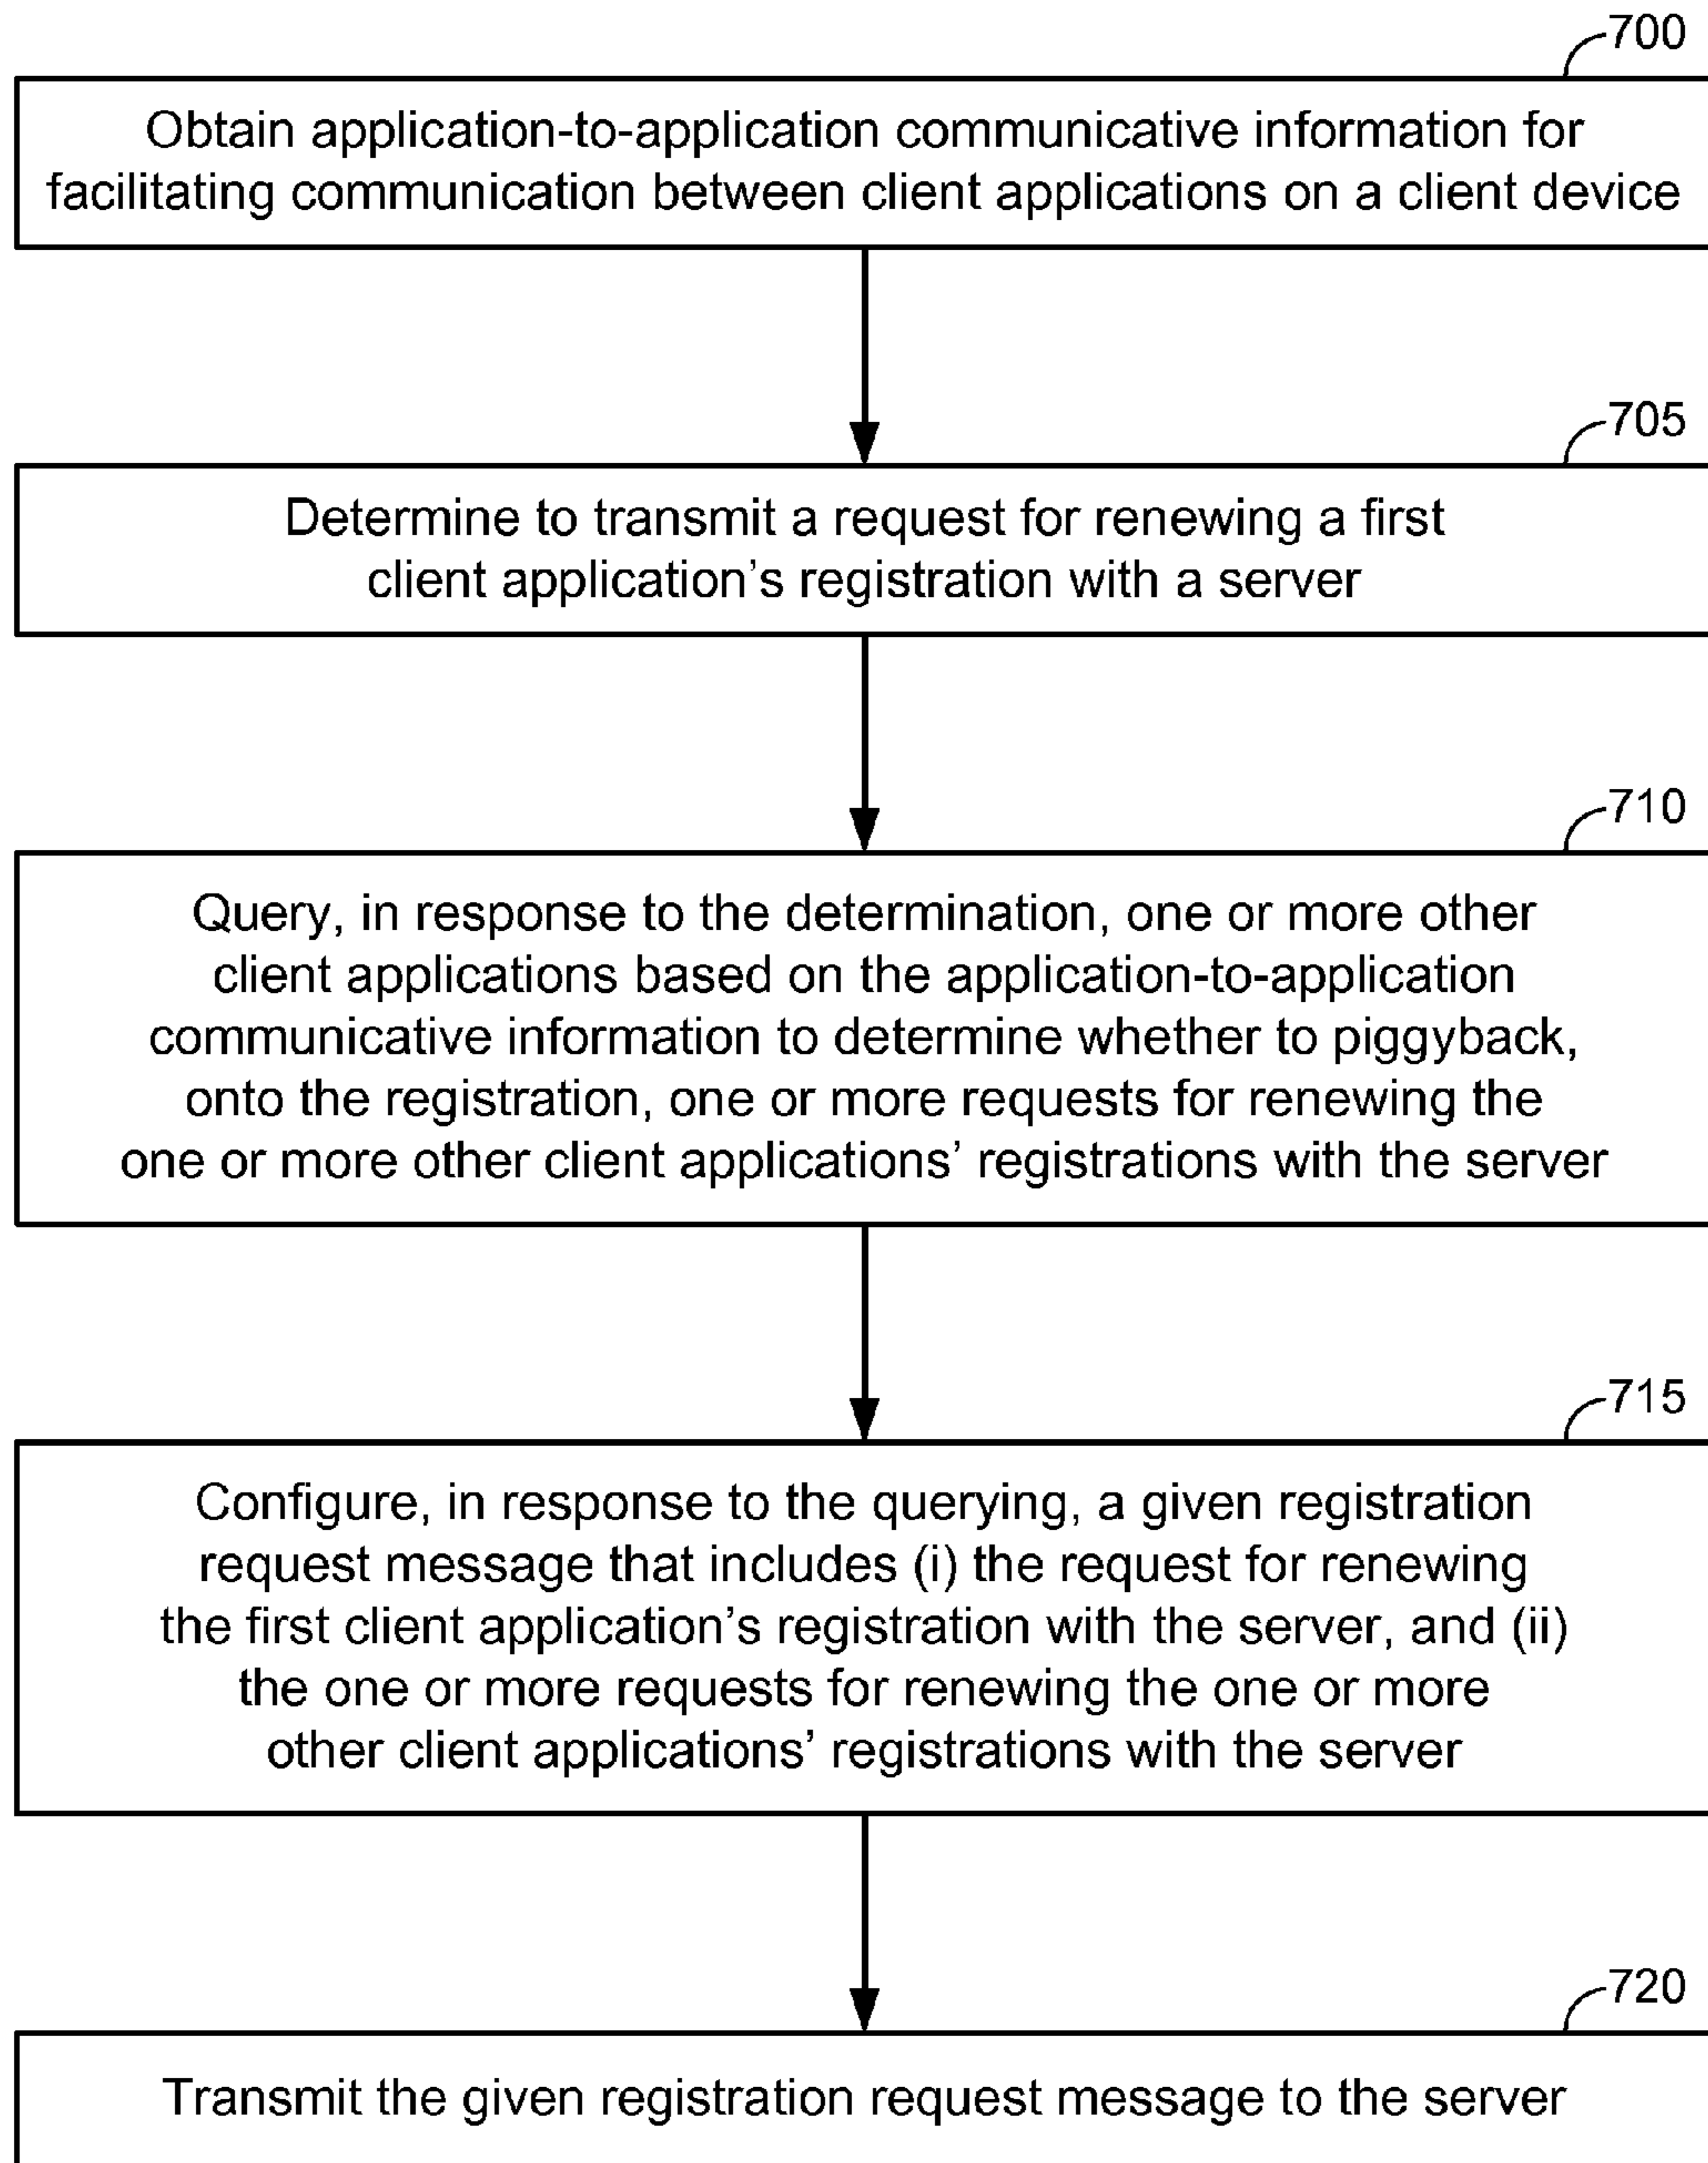 700
Obtain application-to-application communicative information for
facilitating communication between client applications on a client device
705
Determine to transmit a request for renewing a first
client application's registration with a server
710
Query, in response to the determination, one or more other
client applications based on the application-to-application
communicative information to determine whether to piggyback,
onto the registration, one or more requests for renewing the
one or more other client applications' registrations with the server
715
Configure, in response to the querying, a given registration
request message that includes (i) the request for renewing
the first client application's registration with the server, and (ii)
the one or more requests for renewing the one or more
other client applications' registrations with the server
720
Transmit the given registration request message to the server